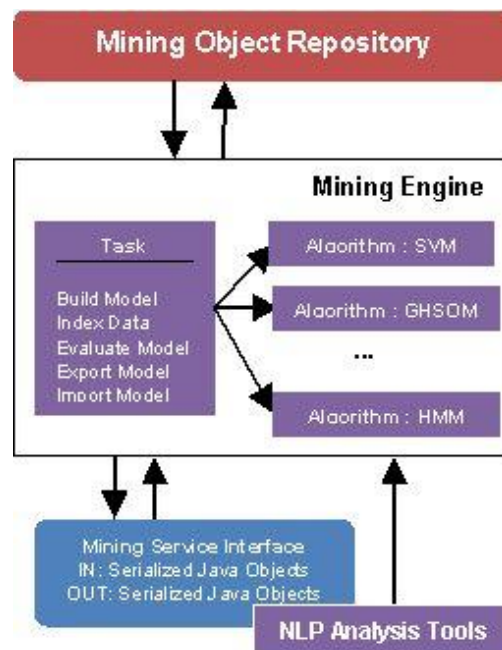 Mining Object Repository
Mining Engine
Task
Build Model
Index Data
Evaluate Model
Export Model
Import Model
Algorithm : SVM
Algorithm : GHSOM
...
Algorithm : HMM
Mining Service Interface
IN: Serialized Java Objects
OUT: Serialized Java Objects
NLP Analysis Tools